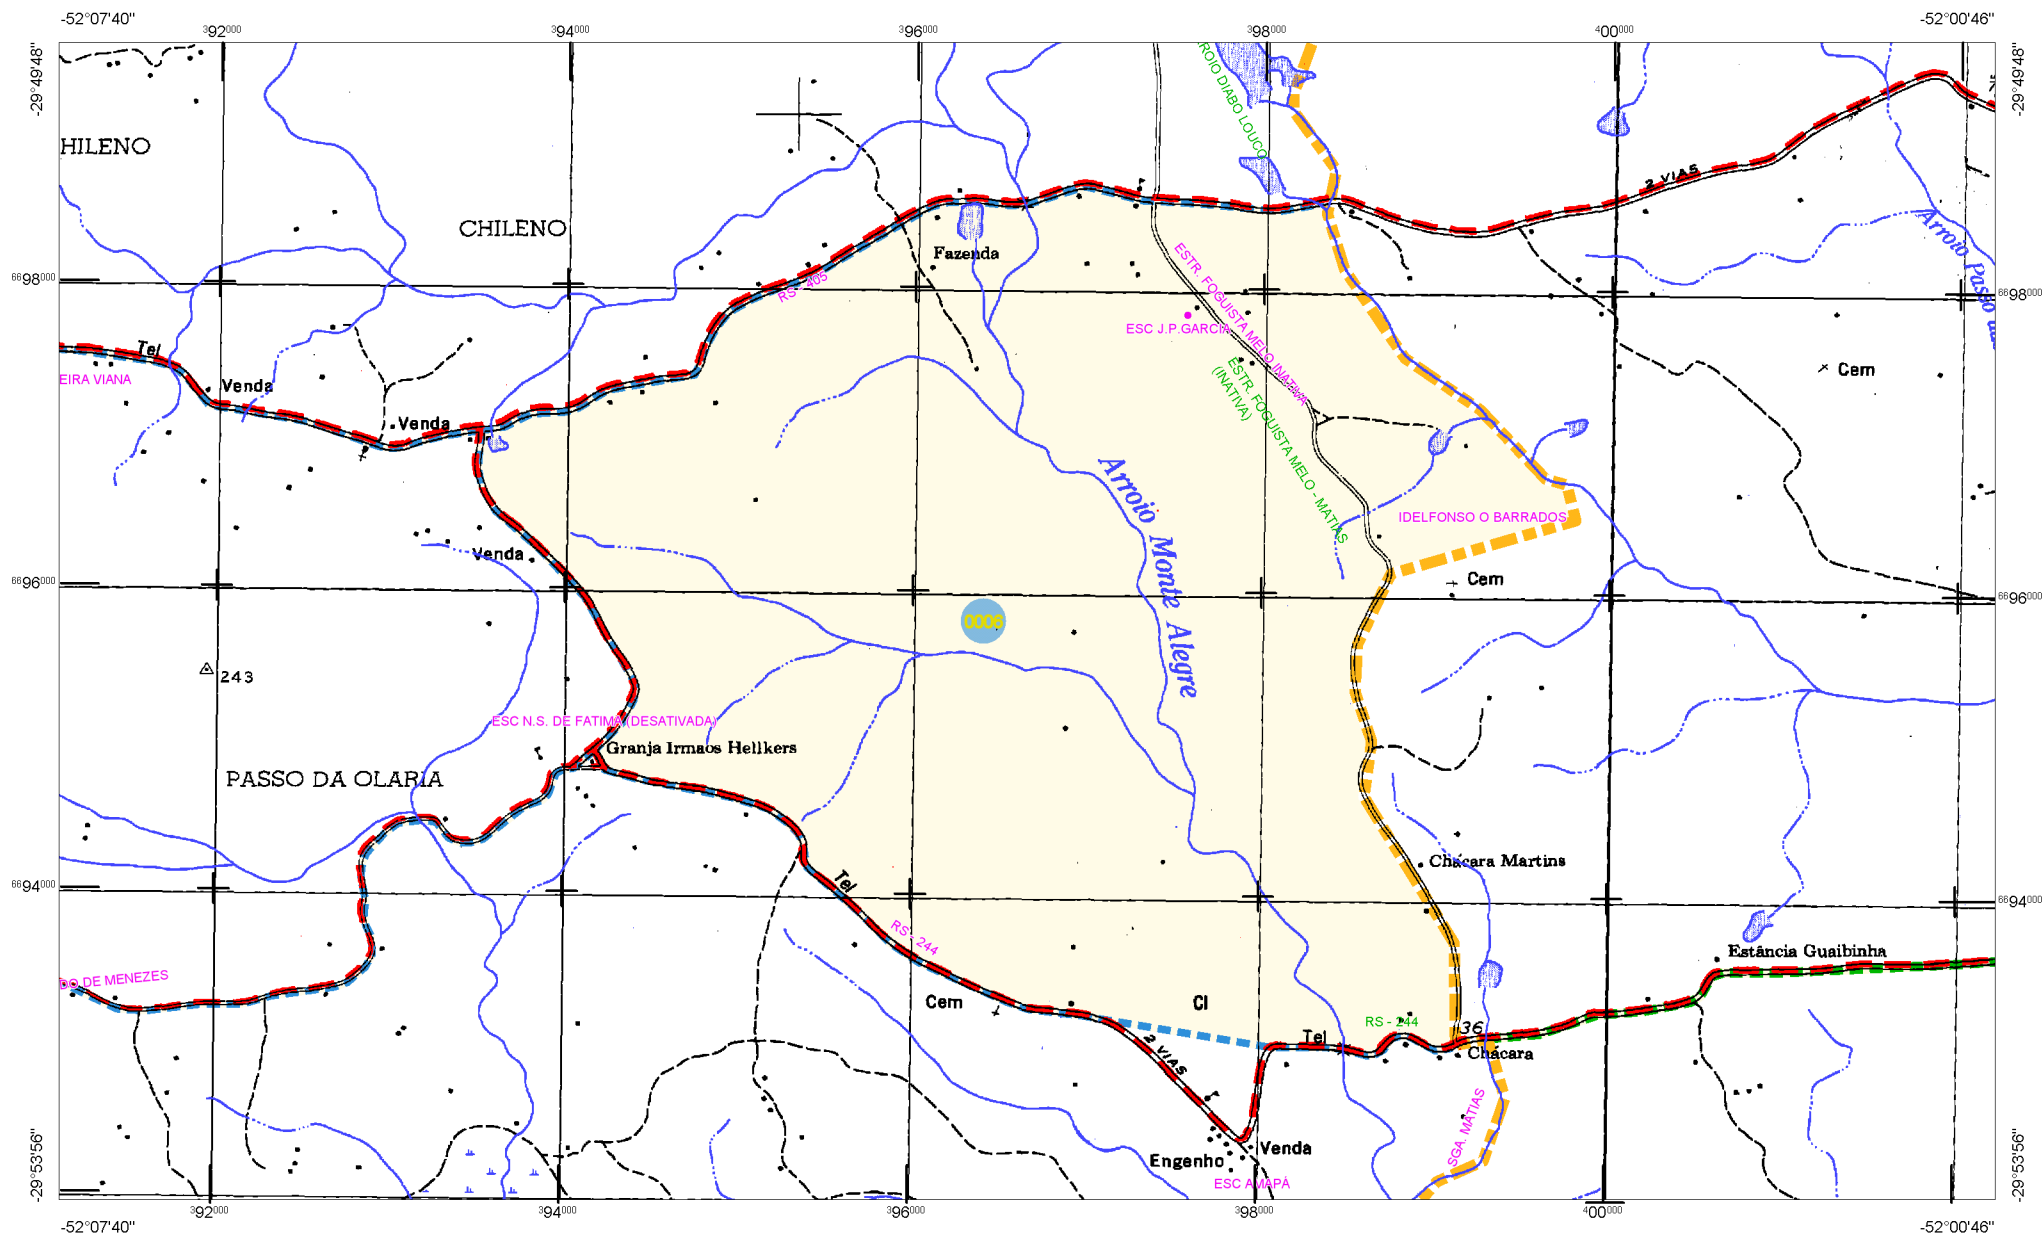 -52°07'40"
-52°00'46"
392000
394000
396000
398000
400000
-29°49'48"
-29°49'48"
ROIO DIABO LOUCO
HILENO
CHILENO
2 VIAS
Arroio Passo
Fazenda
ESTR. FOGUISTA MELO INATIVA
RS - 405
6698000
6698000
ESC J.P.GARCIA
Tel
EIRA VIANA
Venda
Venda
ESTR. FOGUISTA MELO - MATIAS
(INATIVA)
Cem
Arroio Monte Alegre
IDELFONSO O BARRADOS
Venda
Cem
6696000
6696000
0006
243
ESC N.S. DE FATIMA (DESATIVADA)
Granja Irmaos Hellkers
PASSO DA OLARIA
Chácara Martins
Tel
6694000
6694000
RS - 244
Estância Guaibinha
DO DE MENEZES
Cem
CI
RS - 244
36
Tel
Chácara
2 VIAS
SGA. MATIAS
Venda
Engenho
ESC AMAPÁ
-29°53'56"
-29°53'56"
392000
394000
396000
398000
400000
-52°07'40"
-52°00'46"